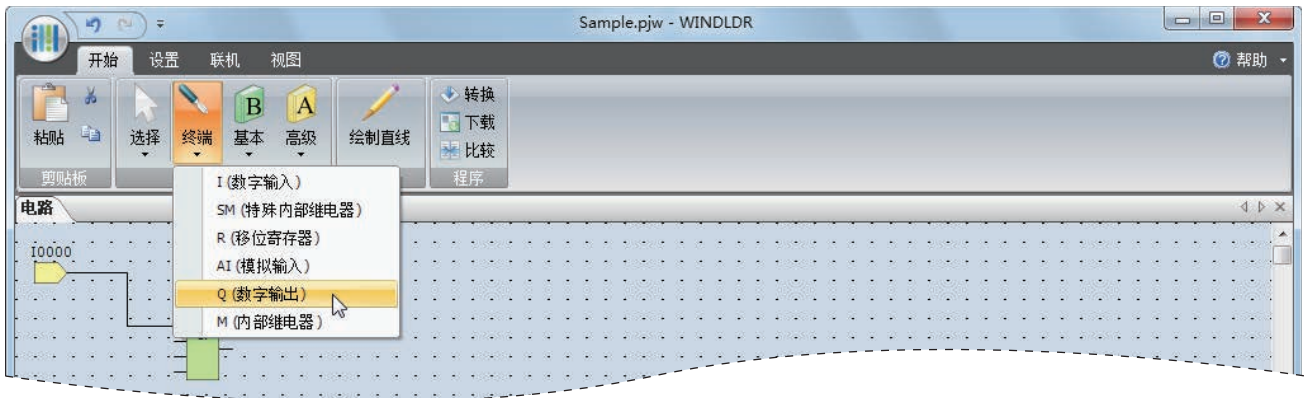 Sample.pjw - WINDLDR
开始 设置 联机 视图 帮助
粘贴 选择 终端 基本 高级 绘制直线 转换
下载
比较
B A
剪贴板 程序
I (数字输入)
SM (特殊内部继电器)
R (移位寄存器)
AI (模拟输入)
Q (数字输出)
M (内部继电器)
电路
I0000